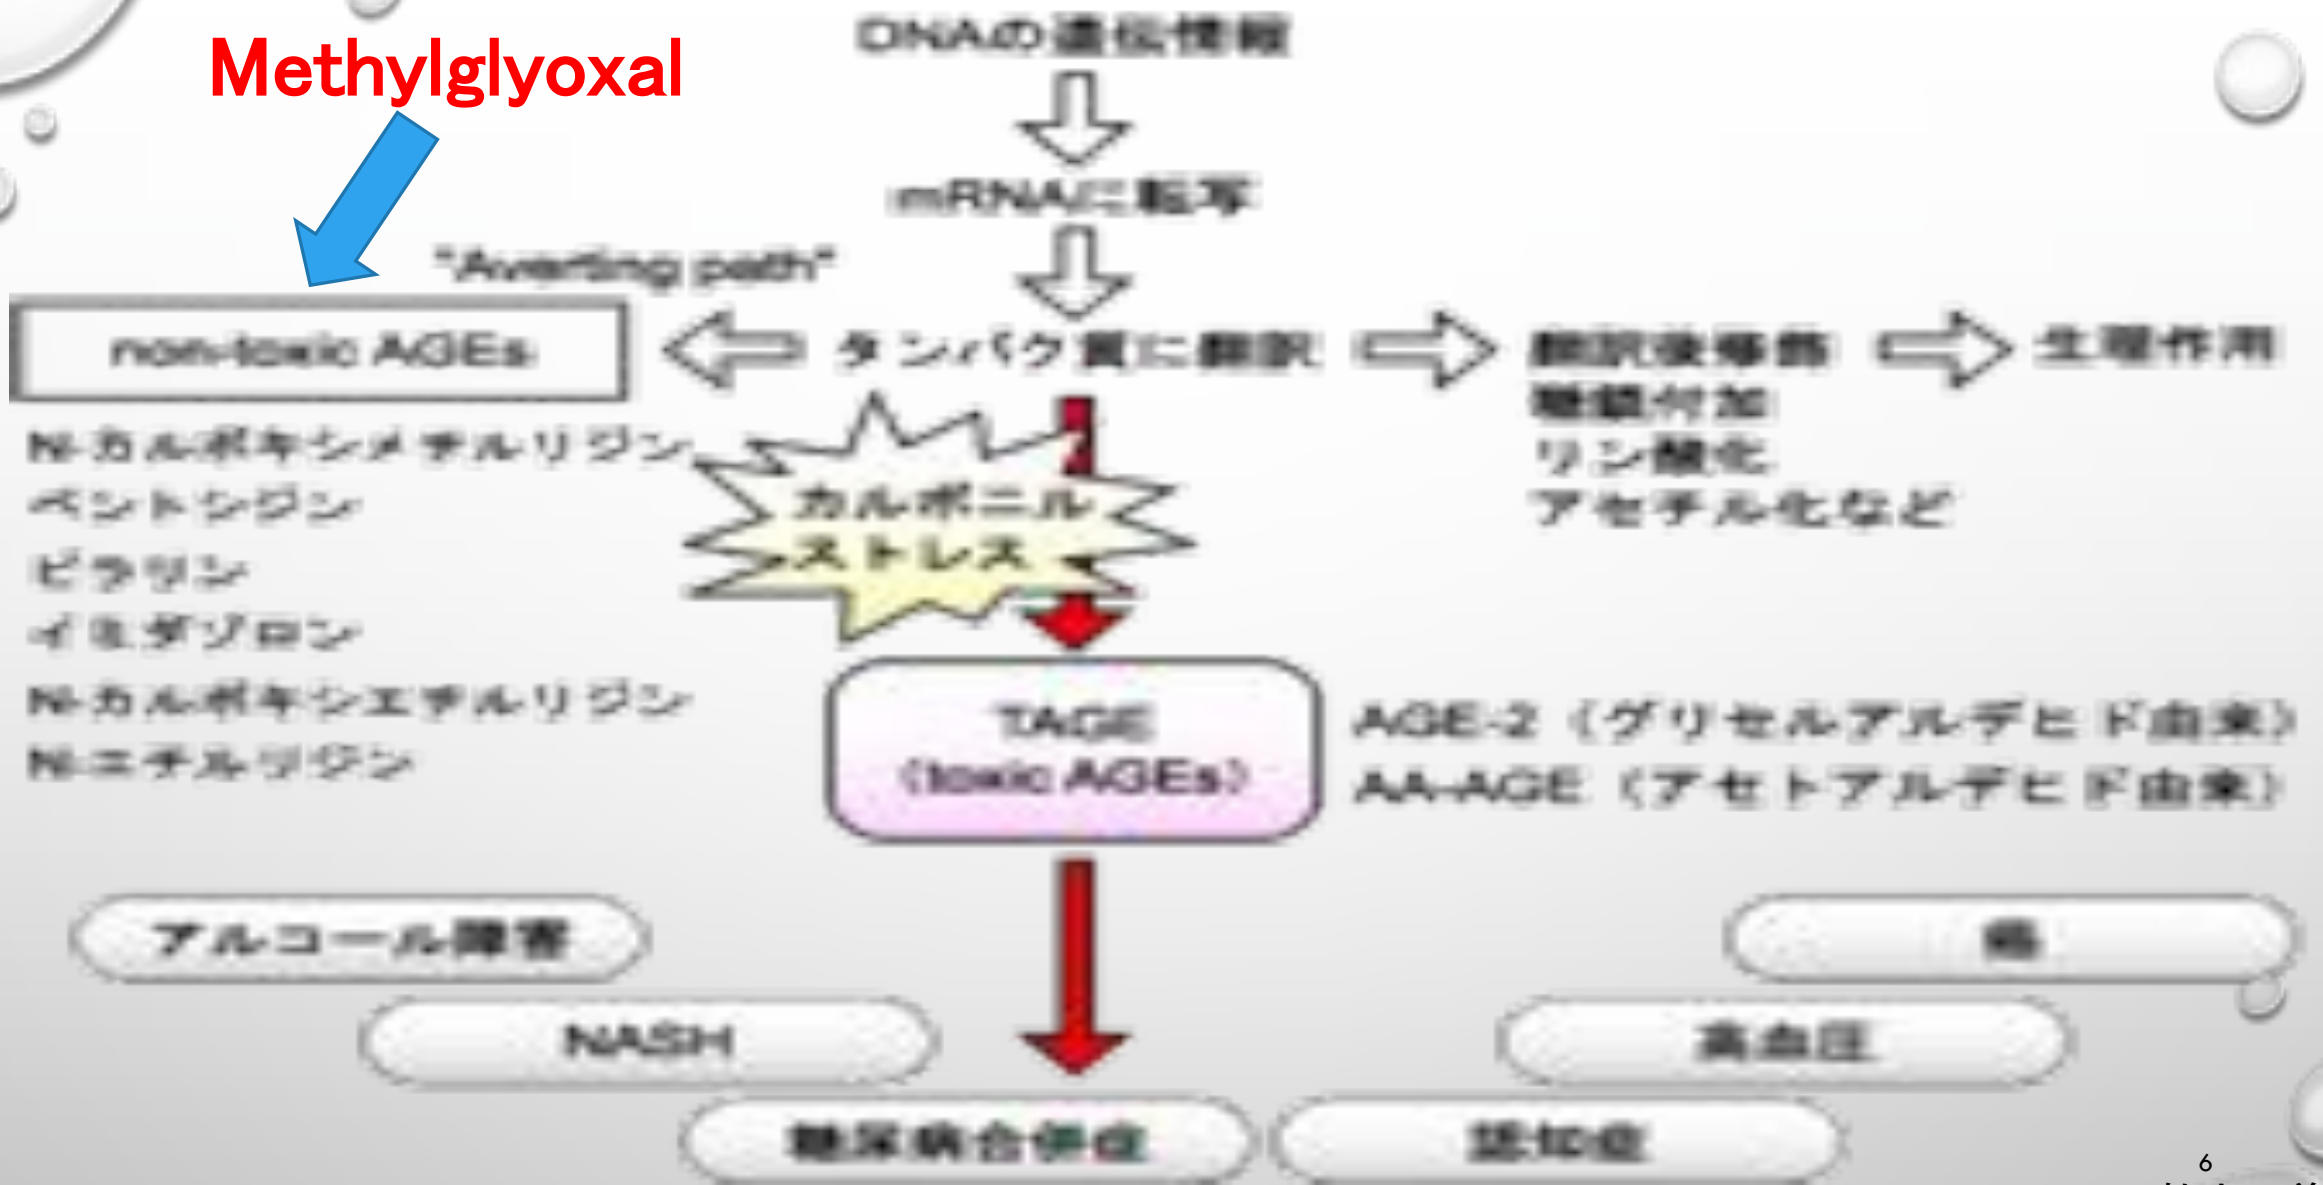 Methylglyoxal
DNAの遺伝情報
mRNAに転写
"Averting path"
non-toxic AGEs
タンパク質に翻訳
翻訳後修飾
糖鎖付加
リン酸化
アセチル化など
生理作用
N-カルボキシメチルリジン
ペントシジン
ピラリン
イミダゾロン
N-カルボキシエチルリジン
N-エチルリジン
カルボニル
ストレス
TAGE
(toxic AGEs)
AGE-2（グリセルアルデヒド由来）
AA-AGE（アセトアルデヒド由来）
アルコール障害
癌
NASH
高血圧
糖尿病合併症
認知症
6